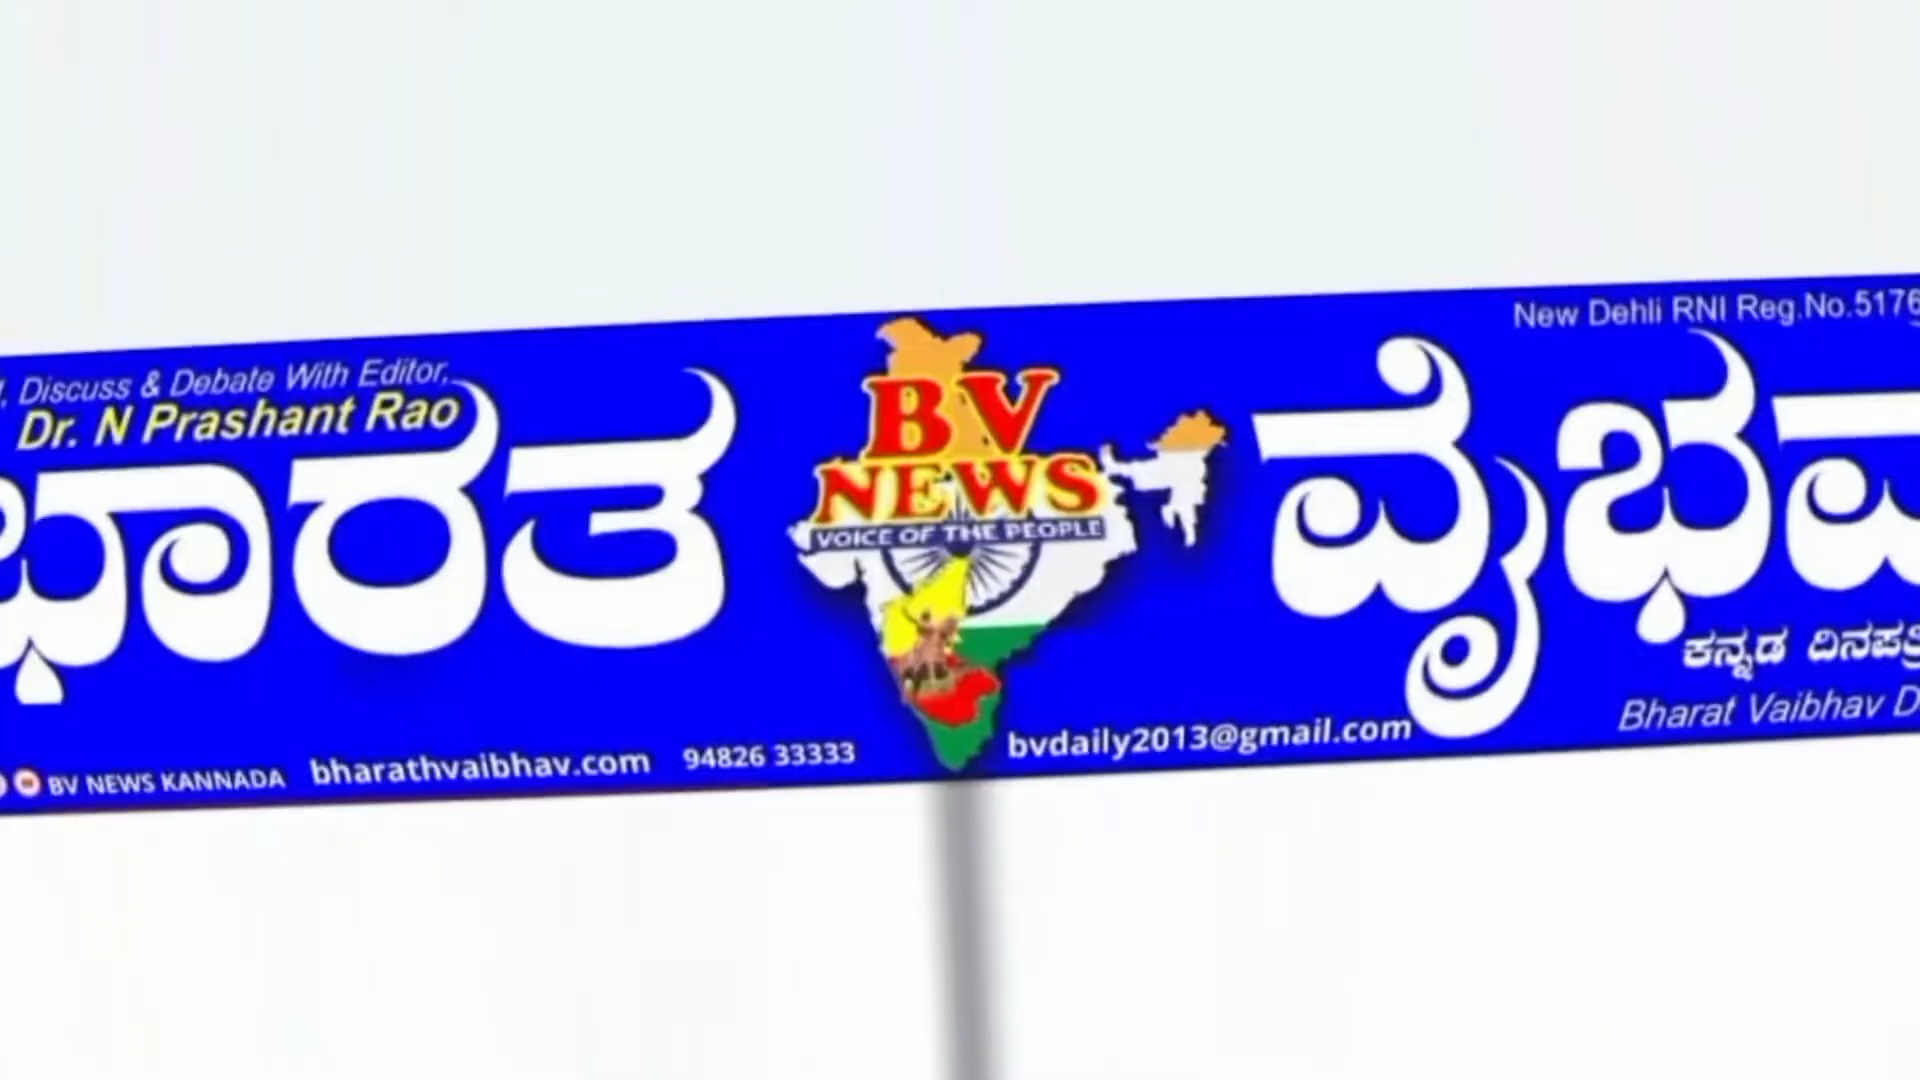 New Dehli RNI Reg.No.5176
, Discuss & Debate With Editor,
Dr. N Prashant Rao
ಭಾರತ
BV
NEWS
VOICE OF THE PEOPLE
ವೈಭವ
ಕನ್ನಡ
Bharat Vaibhav D
BV NEWS KANNADA bharathvaibhav.com 94826 33333
bvdaily2013@gmail.com